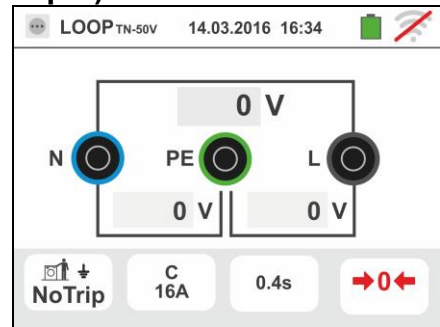 LOOP TN-50V 14.03.2016 16:34
0 V
N PE L
0 V 0 V
NoTrip C 16A 0.4s →0←